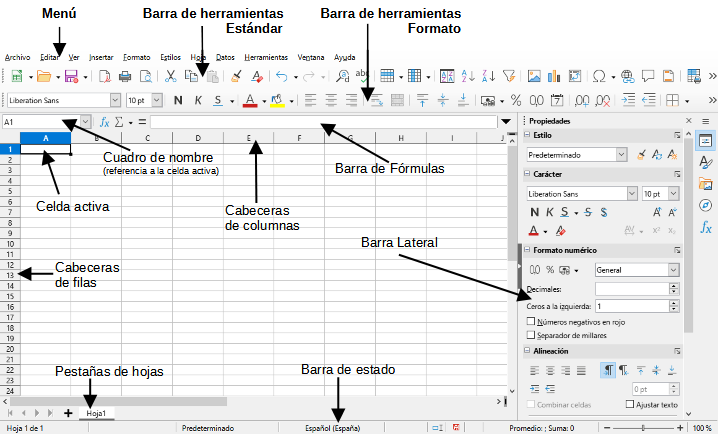 Menú
Barra de herramientas
Estándar
Barra de herramientas
Formato
Archivo Editar Ver Insertar Formato Estilos Hoja Datos Herramientas Ventana Ayuda
Liberation Sans 10 pt N K S A
A1 fx Σ =
Propiedades
Estilo
Predeterminado
Carácter
Liberation Sans 10 pt
N K S S S A A
A A AV X² X₂
Formato numérico
0,0 % General
Decimales:
Ceros a la izquierda: 1
Números negativos en rojo
Separador de millares
Alineación
0 pt
Combinar celdas Ajustar texto
A B C D E F G H I J
1
2
3
4
5
6
7
8
9
10
11
12
13
14
15
16
17
18
19
20
21
22
23
24
Cuadro de nombre
(referencia a la celda activa)
Barra de Fórmulas
Celda activa
Cabeceras
de columnas
Barra Lateral
Cabeceras
de filas
Pestañas de hojas
Barra de estado
Hoja1
Hoja 1 de 1 Predeterminado Español (España) Promedio: ; Suma: 0 100 %